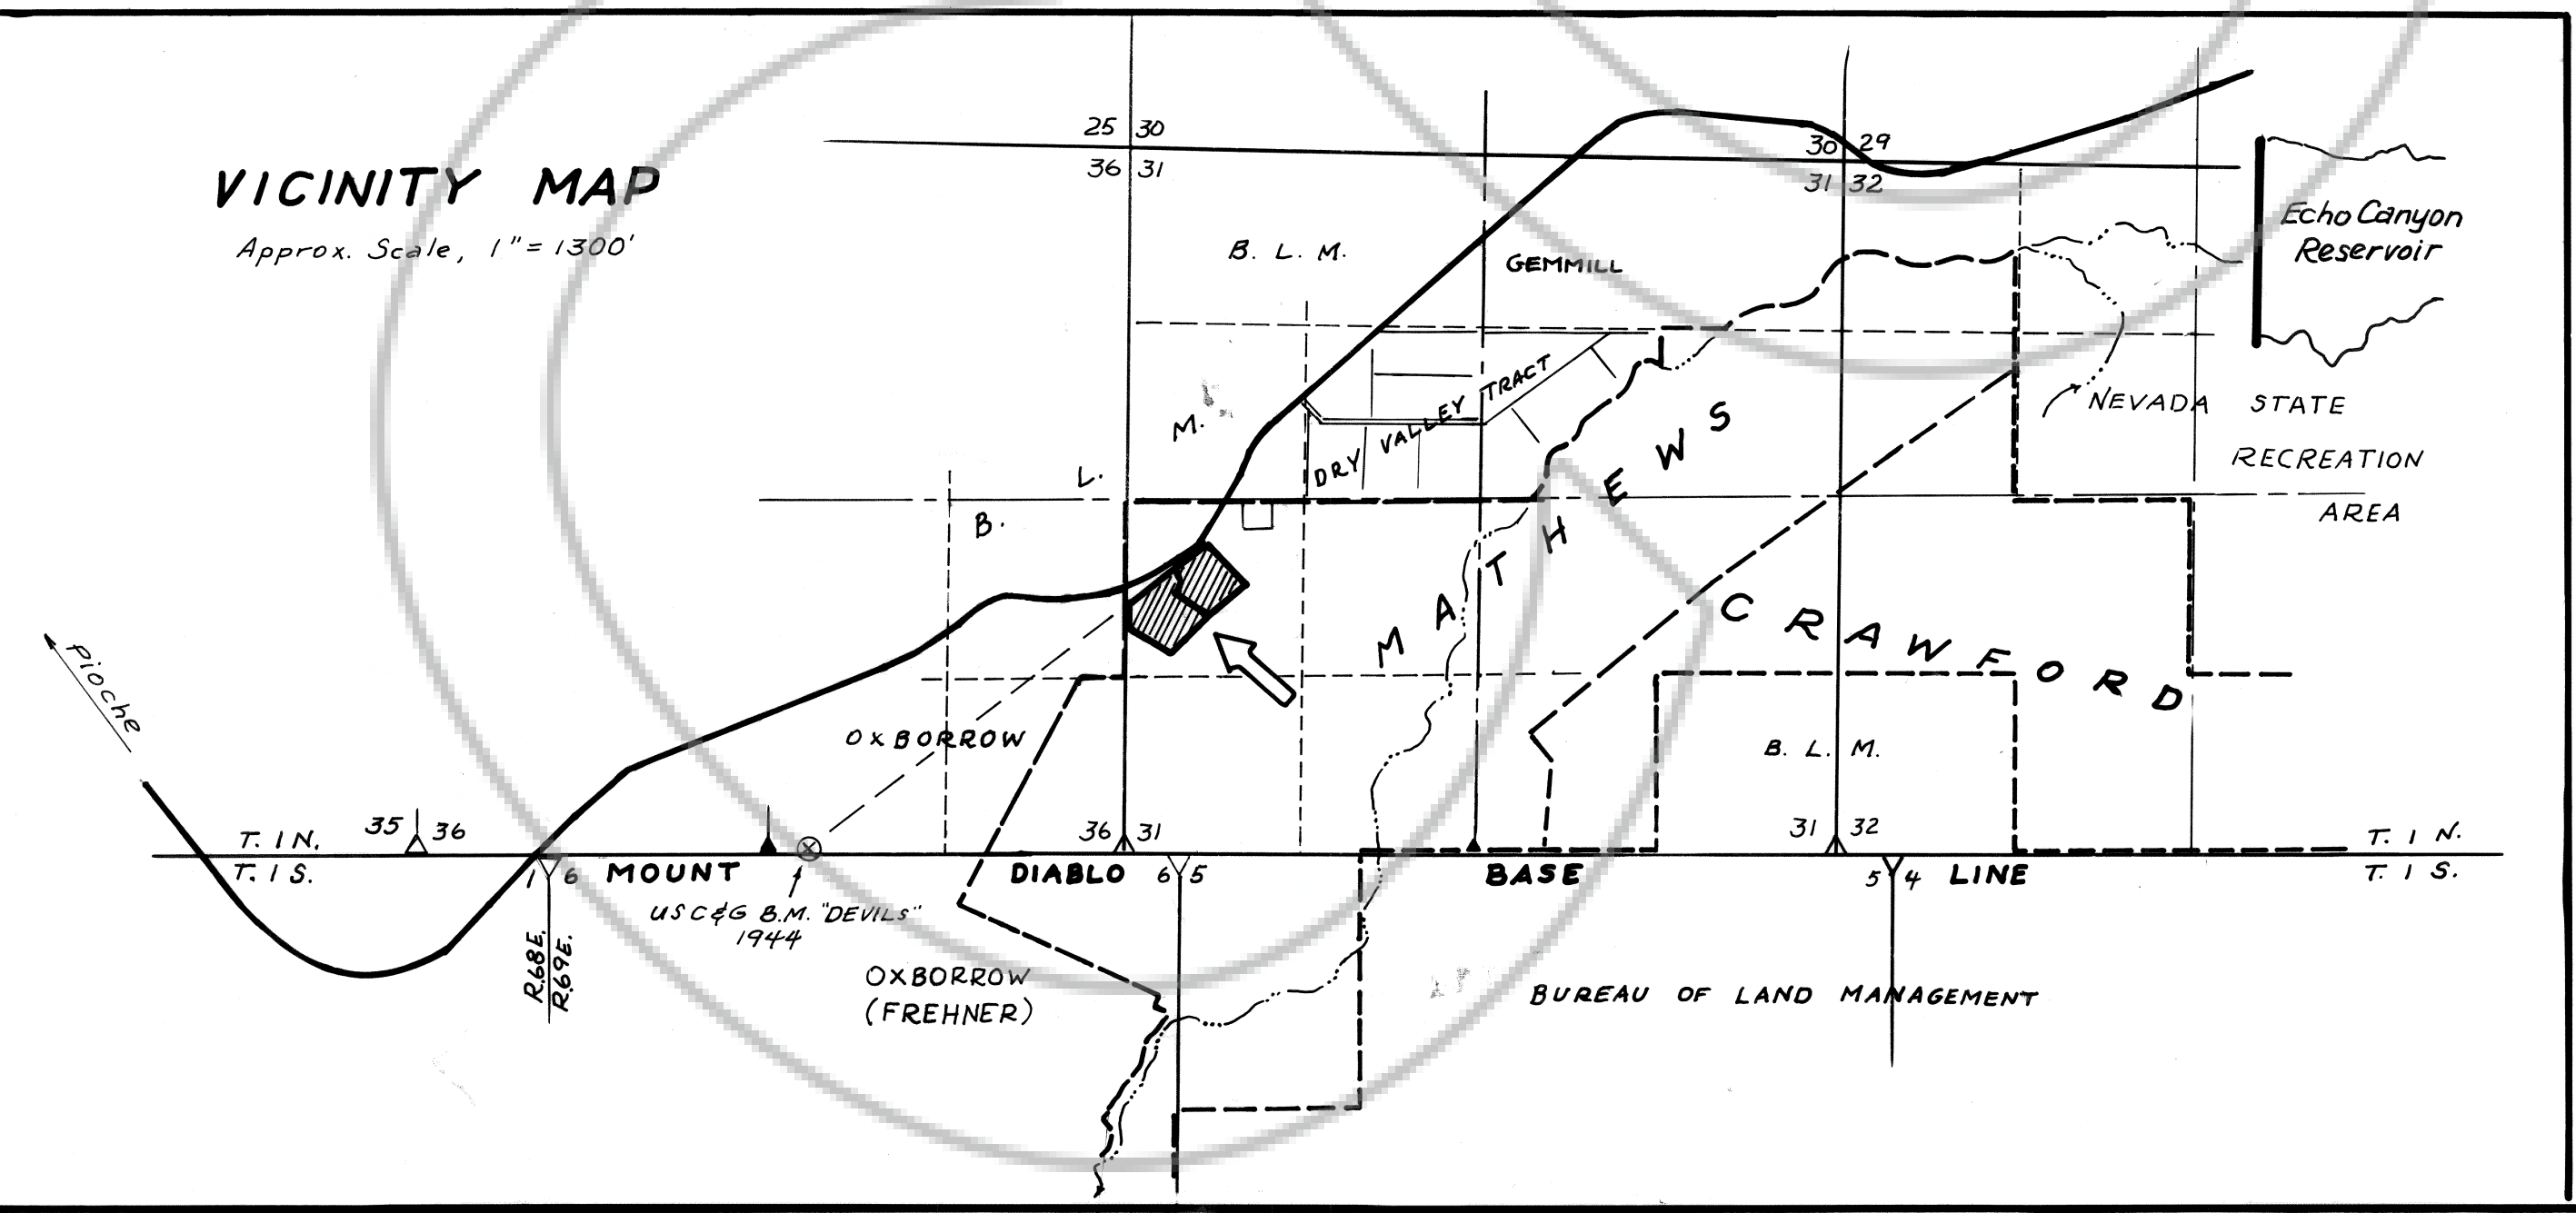 VICINITY MAP
Approx. Scale, 1" = 1300'
25 30
36 31
30 29
31 32
Echo Canyon
Reservoir
B. L. M.
GEMMILL
DRY VALLEY TRACT
B. L. M.
MATTHEWS
NEVADA STATE
RECREATION
AREA
CRAWFORD
Pioche
OXBORROW
B. L. M.
35 36
36 31
31 32
T. 1 N.
T. 1 S.
T. 1 N.
T. 1 S.
1 6
MOUNT DIABLO BASE LINE
6 5
5 4
USC&G B.M. "DEVILS"
1944
R.68E.
R.69E.
OXBORROW
(FREHNER)
BUREAU OF LAND MANAGEMENT